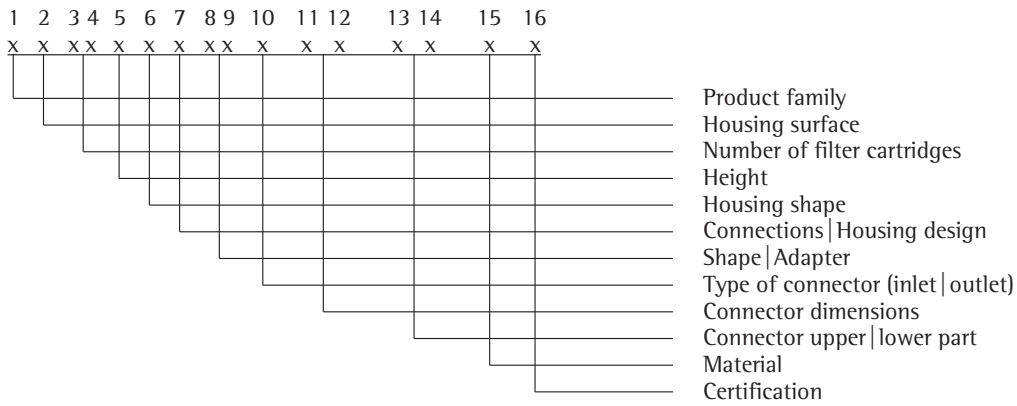 1 2 3 4 5 6 7 8 9 10 11 12 13 14 15 16
x x x x x x x x x x x x x x x x
Product family
Housing surface
Number of filter cartridges
Height
Housing shape
Connections|Housing design
Shape|Adapter
Type of connector (inlet|outlet)
Connector dimensions
Connector upper|lower part
Material
Certification